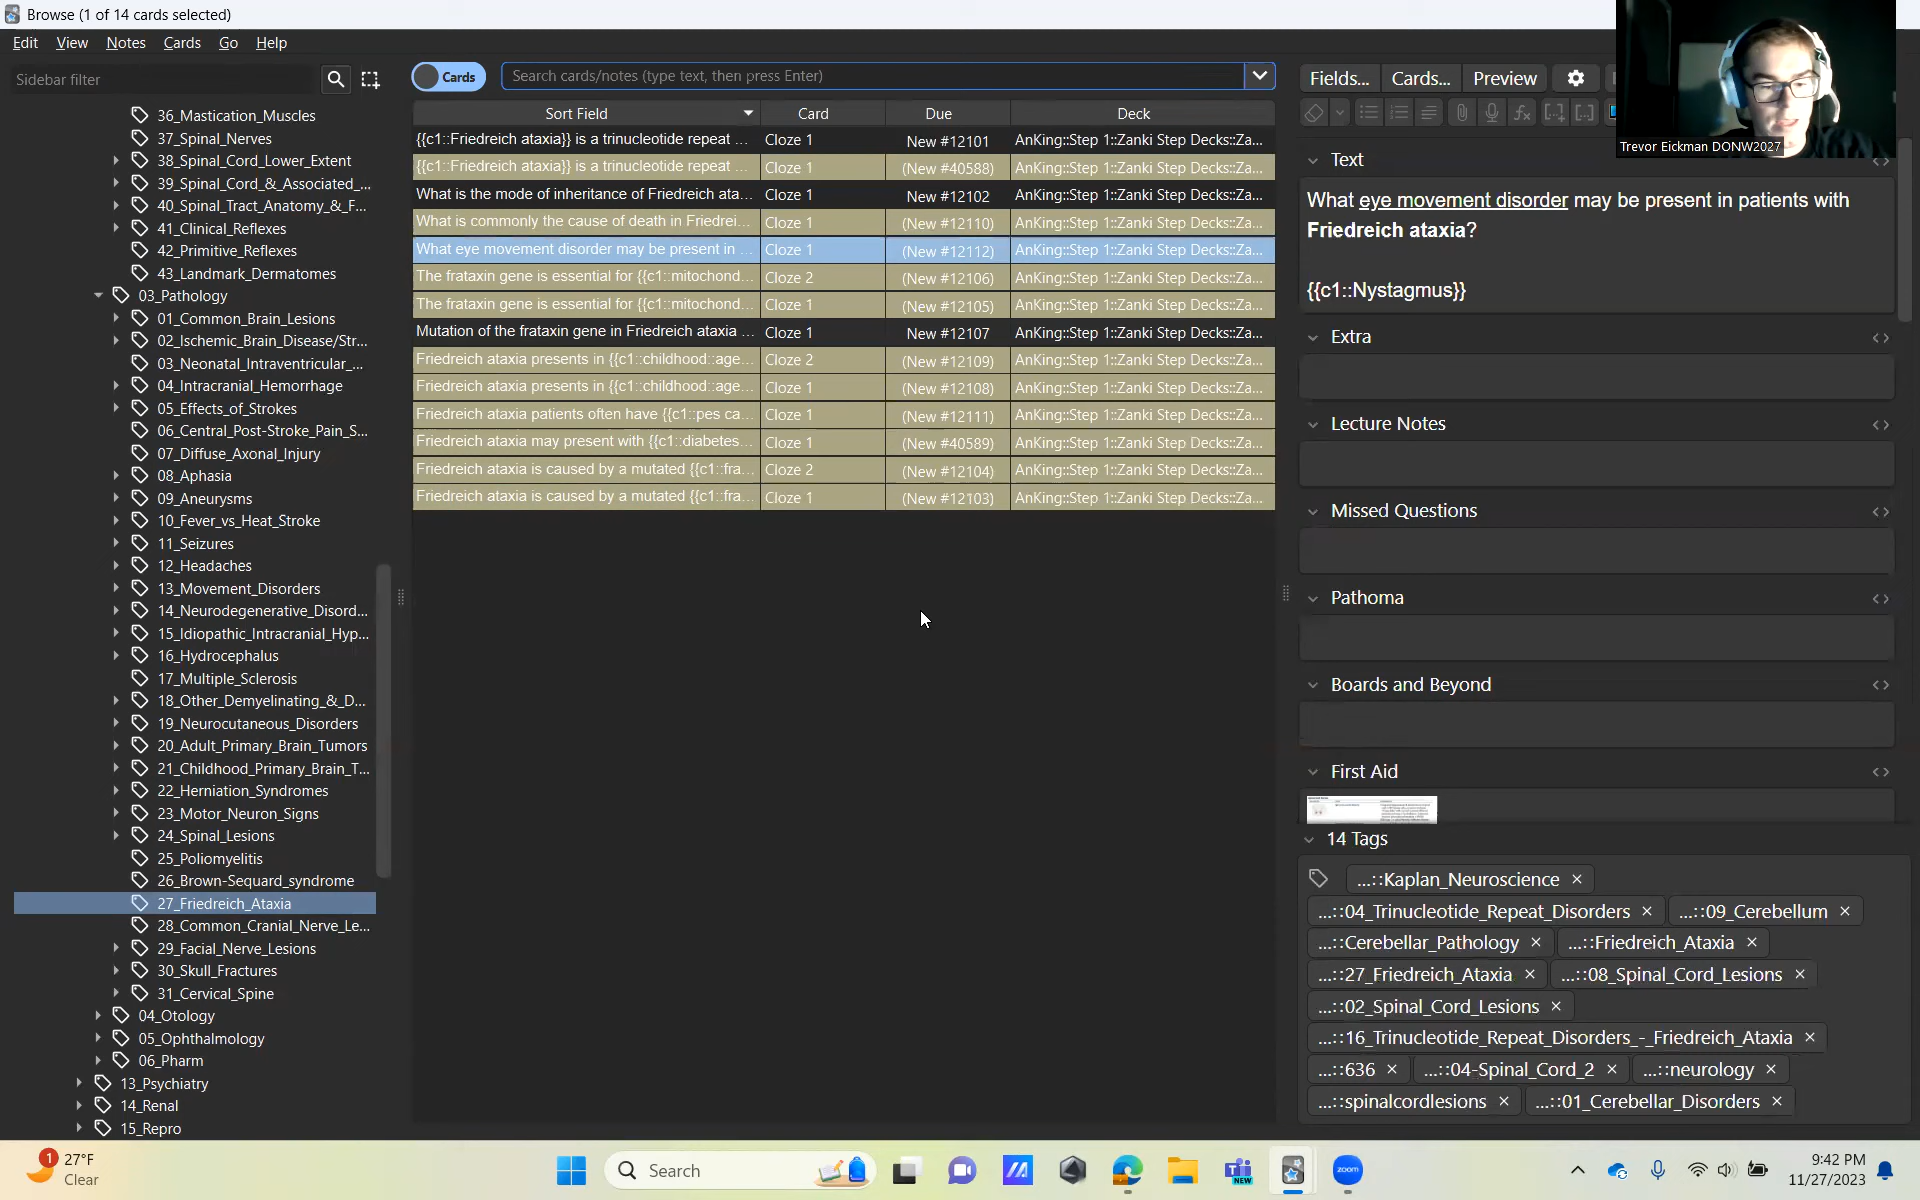 Browse (1 of 14 cards selected)
Edit View Notes Cards Go Help
Sidebar filter
36_Mastication_Muscles
37_Spinal_Nerves
38_Spinal_Cord_Lower_Extent
39_Spinal_Cord_&_Associated_...
40_Spinal_Tract_Anatomy_&_F...
41_Clinical_Reflexes
42_Primitive_Reflexes
43_Landmark_Dermatomes
03_Pathology
01_Common_Brain_Lesions
02_Ischemic_Brain_Disease/Str...
03_Neonatal_Intraventricular_...
04_Intracranial_Hemorrhage
05_Effects_of_Strokes
06_Central_Post-Stroke_Pain_S...
07_Diffuse_Axonal_Injury
08_Aphasia
09_Aneurysms
10_Fever_vs_Heat_Stroke
11_Seizures
12_Headaches
13_Movement_Disorders
14_Neurodegenerative_Disord...
15_Idiopathic_Intracranial_Hyp...
16_Hydrocephalus
17_Multiple_Sclerosis
18_Other_Demyelinating_&_D...
19_Neurocutaneous_Disorders
20_Adult_Primary_Brain_Tumors
21_Childhood_Primary_Brain_T...
22_Herniation_Syndromes
23_Motor_Neuron_Signs
24_Spinal_Lesions
25_Poliomyelitis
26_Brown-Sequard_syndrome
27_Friedreich_Ataxia
28_Common_Cranial_Nerve_Le...
29_Facial_Nerve_Lesions
30_Skull_Fractures
31_Cervical_Spine
04_Otology
05_Ophthalmology
06_Pharm
13_Psychiatry
14_Renal
15_Repro
Cards
Search cards/notes (type text, then press Enter)
Sort Field Card Due Deck
{{c1::Friedreich ataxia}} is a trinucleotide repeat ... Cloze 1 New #12101 AnKing::Step 1::Zanki Step Decks::Za...
{{c1::Friedreich ataxia}} is a trinucleotide repeat ... Cloze 1 (New #40588) AnKing::Step 1::Zanki Step Decks::Za...
What is the mode of inheritance of Friedreich ata... Cloze 1 New #12102 AnKing::Step 1::Zanki Step Decks::Za...
What is commonly the cause of death in Friedrei... Cloze 1 (New #12110) AnKing::Step 1::Zanki Step Decks::Za...
What eye movement disorder may be present in ... Cloze 1 (New #12112) AnKing::Step 1::Zanki Step Decks::Za...
The frataxin gene is essential for {{c1::mitochond... Cloze 2 (New #12106) AnKing::Step 1::Zanki Step Decks::Za...
The frataxin gene is essential for {{c1::mitochond... Cloze 1 (New #12105) AnKing::Step 1::Zanki Step Decks::Za...
Mutation of the frataxin gene in Friedreich ataxia ... Cloze 1 New #12107 AnKing::Step 1::Zanki Step Decks::Za...
Friedreich ataxia presents in {{c1::childhood::age... Cloze 2 (New #12109) AnKing::Step 1::Zanki Step Decks::Za...
Friedreich ataxia presents in {{c1::childhood::age... Cloze 1 (New #12108) AnKing::Step 1::Zanki Step Decks::Za...
Friedreich ataxia patients often have {{c1::pes ca... Cloze 1 (New #12111) AnKing::Step 1::Zanki Step Decks::Za...
Friedreich ataxia may present with {{c1::diabetes... Cloze 1 (New #40589) AnKing::Step 1::Zanki Step Decks::Za...
Friedreich ataxia is caused by a mutated {{c1::fra... Cloze 2 (New #12104) AnKing::Step 1::Zanki Step Decks::Za...
Friedreich ataxia is caused by a mutated {{c1::fra... Cloze 1 (New #12103) AnKing::Step 1::Zanki Step Decks::Za...
Fields... Cards... Preview
Trevor Eickman DONW2027
Text
What eye movement disorder may be present in patients with
Friedreich ataxia?
{{c1::Nystagmus}}
Extra
Lecture Notes
Missed Questions
Pathoma
Boards and Beyond
First Aid
14 Tags
...::Kaplan_Neuroscience ×
...::04_Trinucleotide_Repeat_Disorders × ...::09_Cerebellum ×
...::Cerebellar_Pathology × ...::Friedreich_Ataxia ×
...::27_Friedreich_Ataxia × ...::08_Spinal_Cord_Lesions ×
...::02_Spinal_Cord_Lesions ×
...::16_Trinucleotide_Repeat_Disorders_-_Friedreich_Ataxia ×
...::636 × ...::04-Spinal_Cord_2 × ...::neurology ×
...::spinalcordlesions × ...::01_Cerebellar_Disorders ×
1
27°F
Clear
Search
NEW
zoom
9:42 PM
11/27/2023